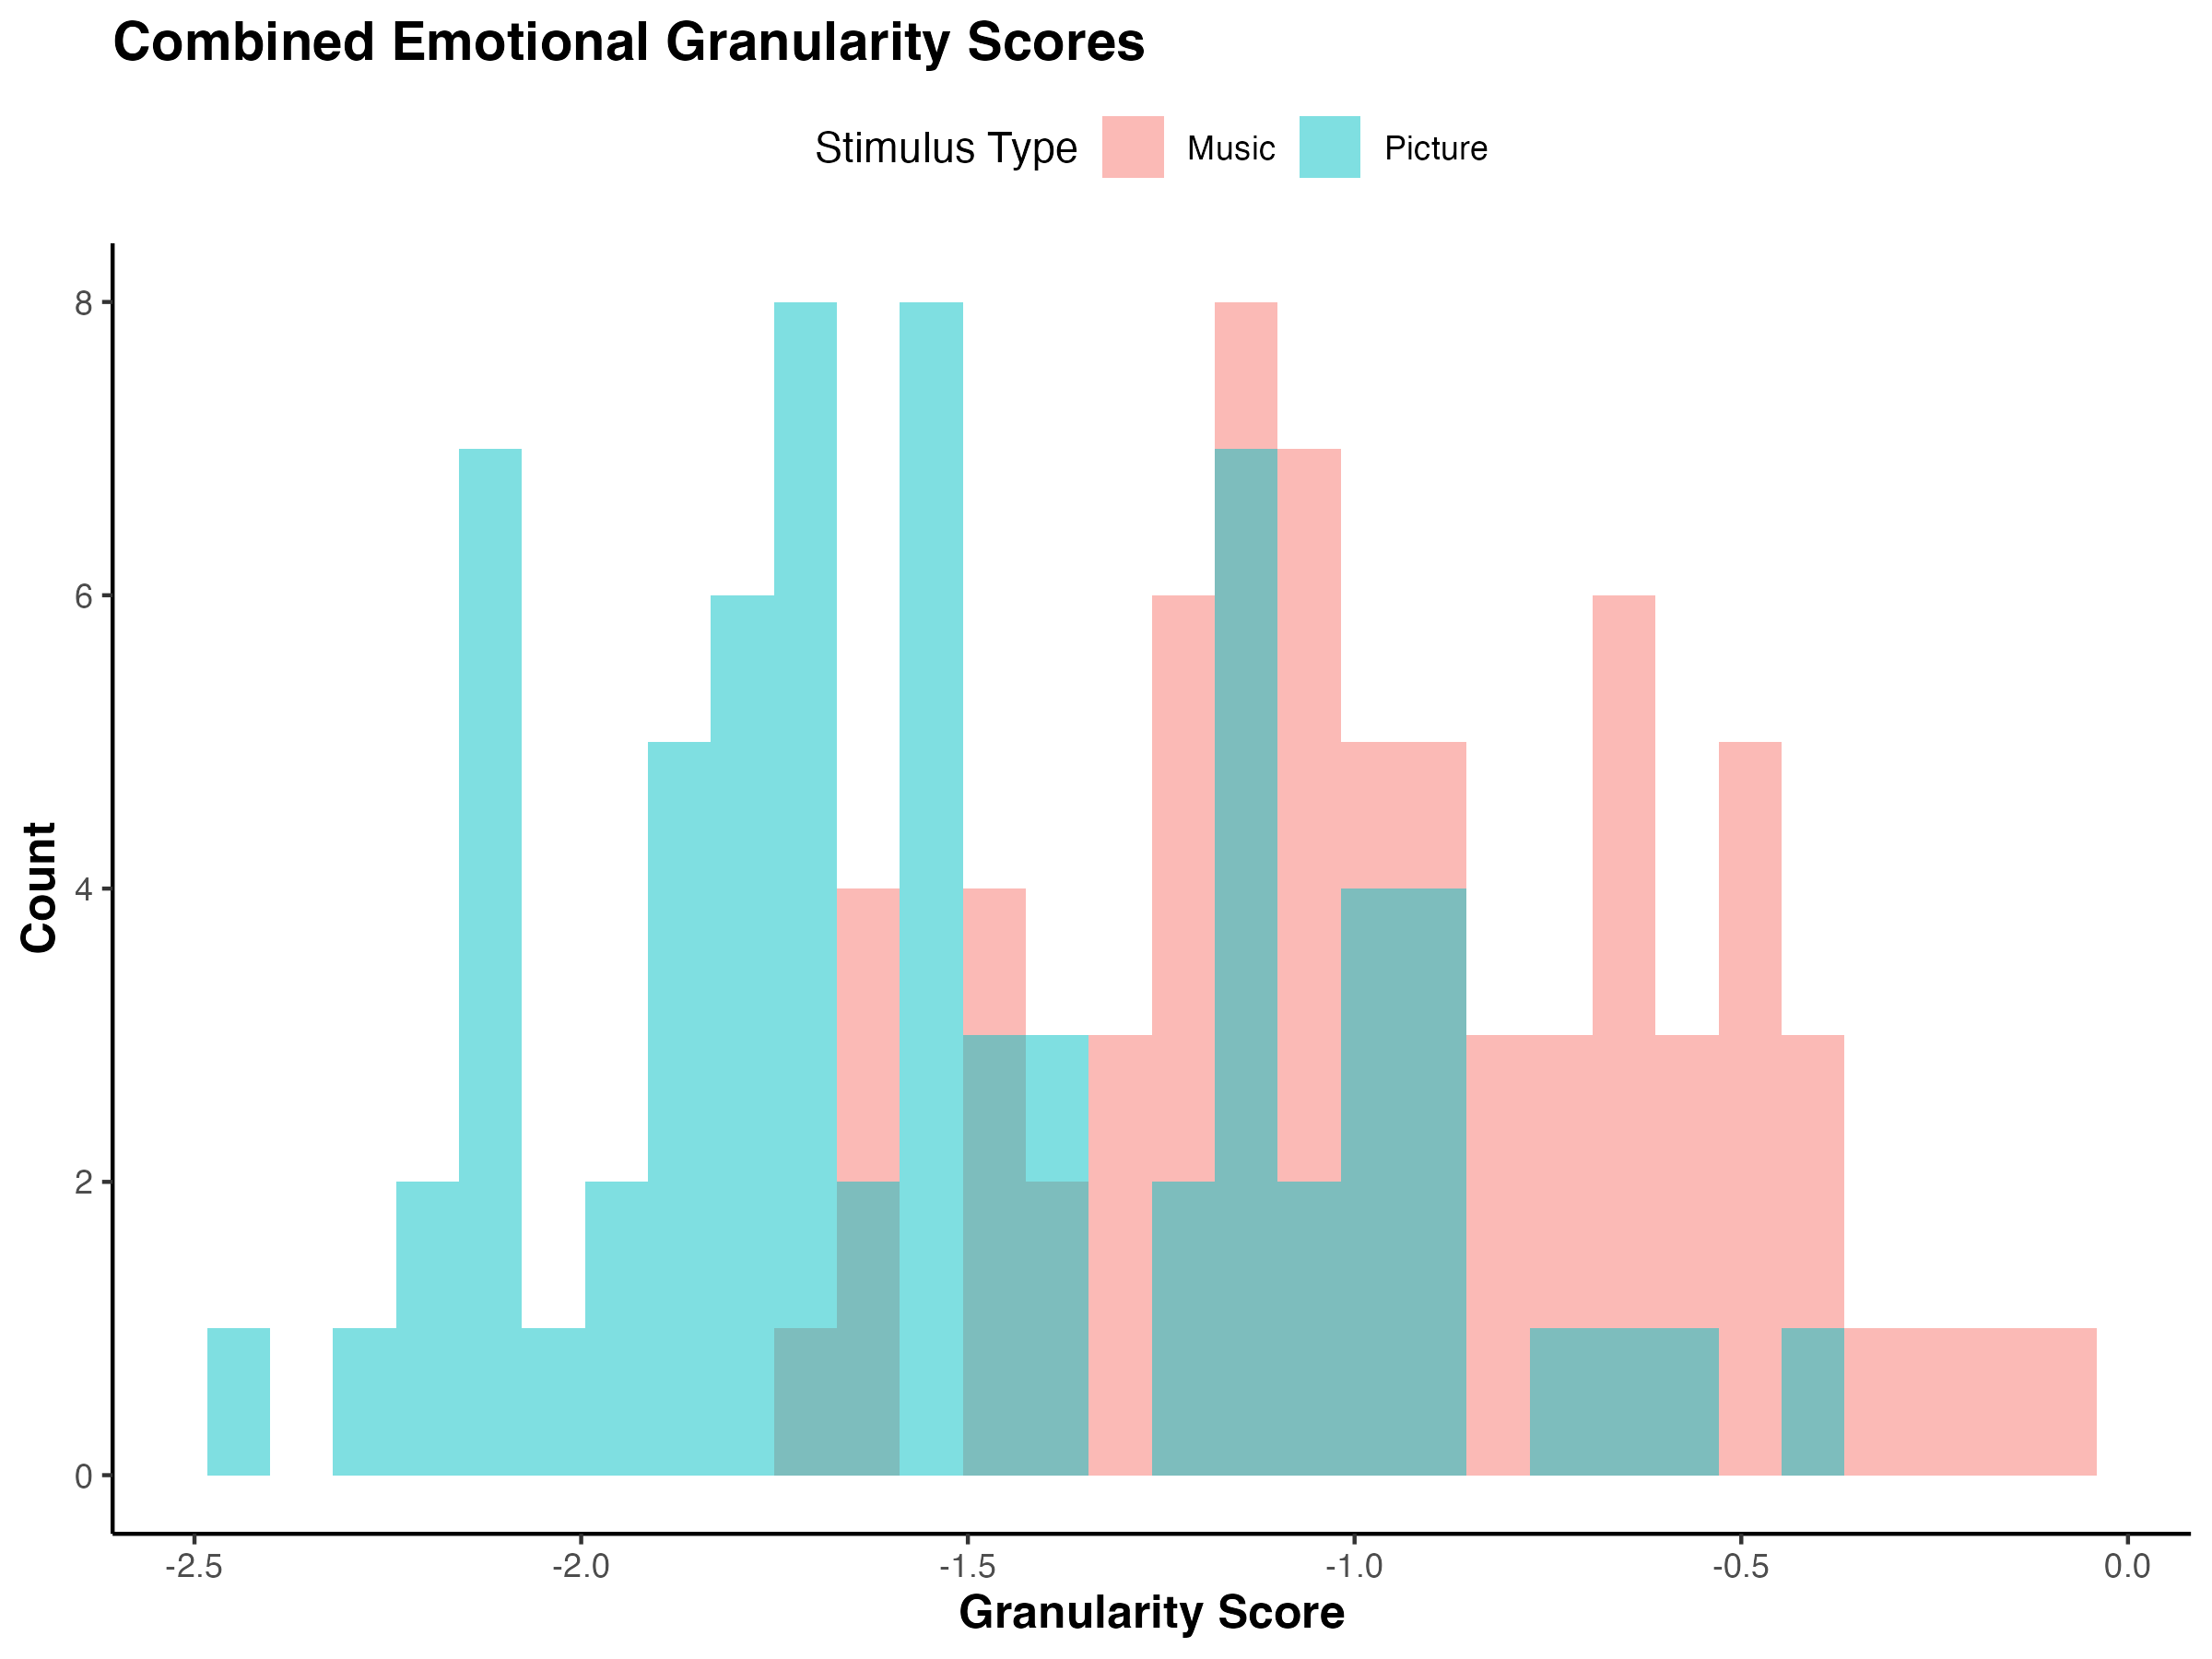 Combined Emotional Granularity Scores
Stimulus Type Music Picture
8
6
4
2
0
Count
-2.5 -2.0 -1.5 -1.0 -0.5 0.0
Granularity Score